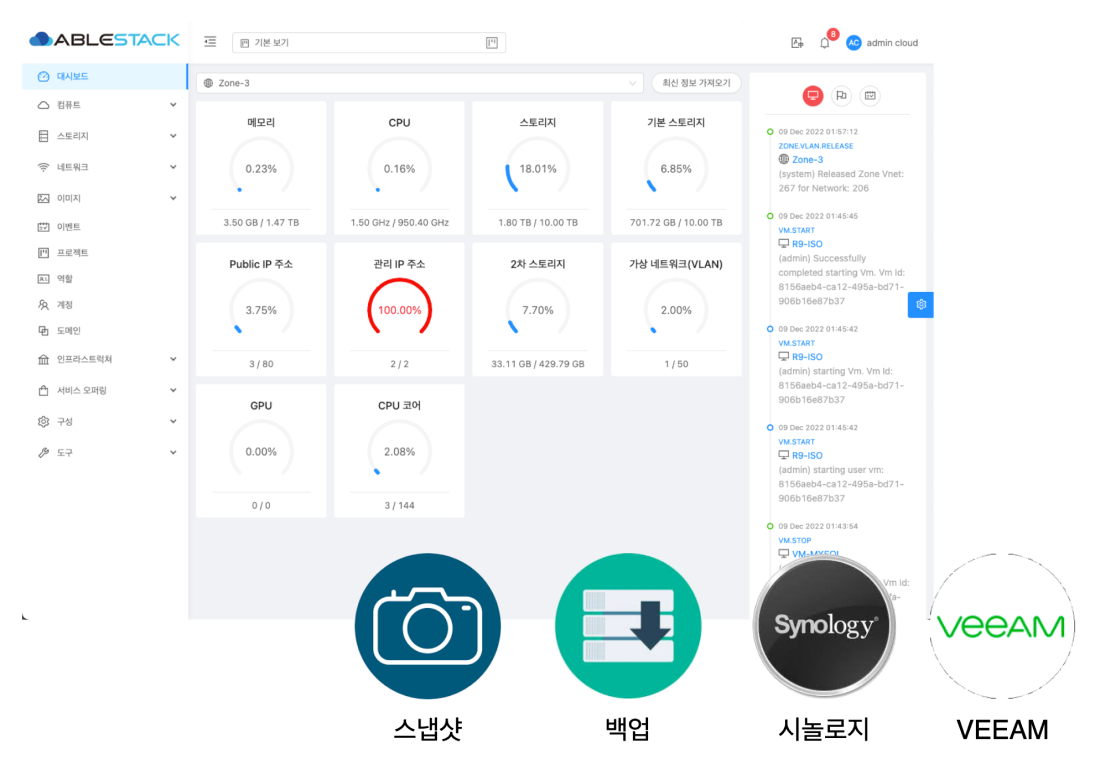 ABLESTACK
기본 보기
8
AC
admin cloud
대시보드
컴퓨트
스토리지
네트워크
이미지
이벤트
프로젝트
역할
계정
도메인
인프라스트럭쳐
서비스 오퍼링
구성
도구
Zone-3
최신 정보 가져오기
메모리
0.23%
3.50 GB / 1.47 TB
CPU
0.16%
1.50 GHz / 950.40 GHz
스토리지
18.01%
1.80 TB / 10.00 TB
기본 스토리지
6.85%
701.72 GB / 10.00 TB
Public IP 주소
3.75%
3 / 80
관리 IP 주소
100.00%
2 / 2
2차 스토리지
7.70%
33.11 GB / 429.79 GB
가상 네트워크(VLAN)
2.00%
1 / 50
GPU
0.00%
0 / 0
CPU 코어
2.08%
3 / 144
09 Dec 2022 01:57:12
ZONE.VLAN.RELEASE
Zone-3
(system) Released Zone Vnet:
267 for Network: 206
09 Dec 2022 01:45:45
VM.START
R9-ISO
(admin) Successfully
completed starting Vm. Vm Id:
8156aeb4-ca12-495a-bd71-
906b16e87b37
09 Dec 2022 01:45:42
VM.START
R9-ISO
(admin) starting Vm. Vm Id:
8156aeb4-ca12-495a-bd71-
906b16e87b37
09 Dec 2022 01:45:42
VM.START
R9-ISO
(admin) starting user vm:
8156aeb4-ca12-495a-bd71-
906b16e87b37
09 Dec 2022 01:43:54
VM.STOP
Vm Id:
Synology
veeAM
스냅샷
백업
시놀로지
VEEAM